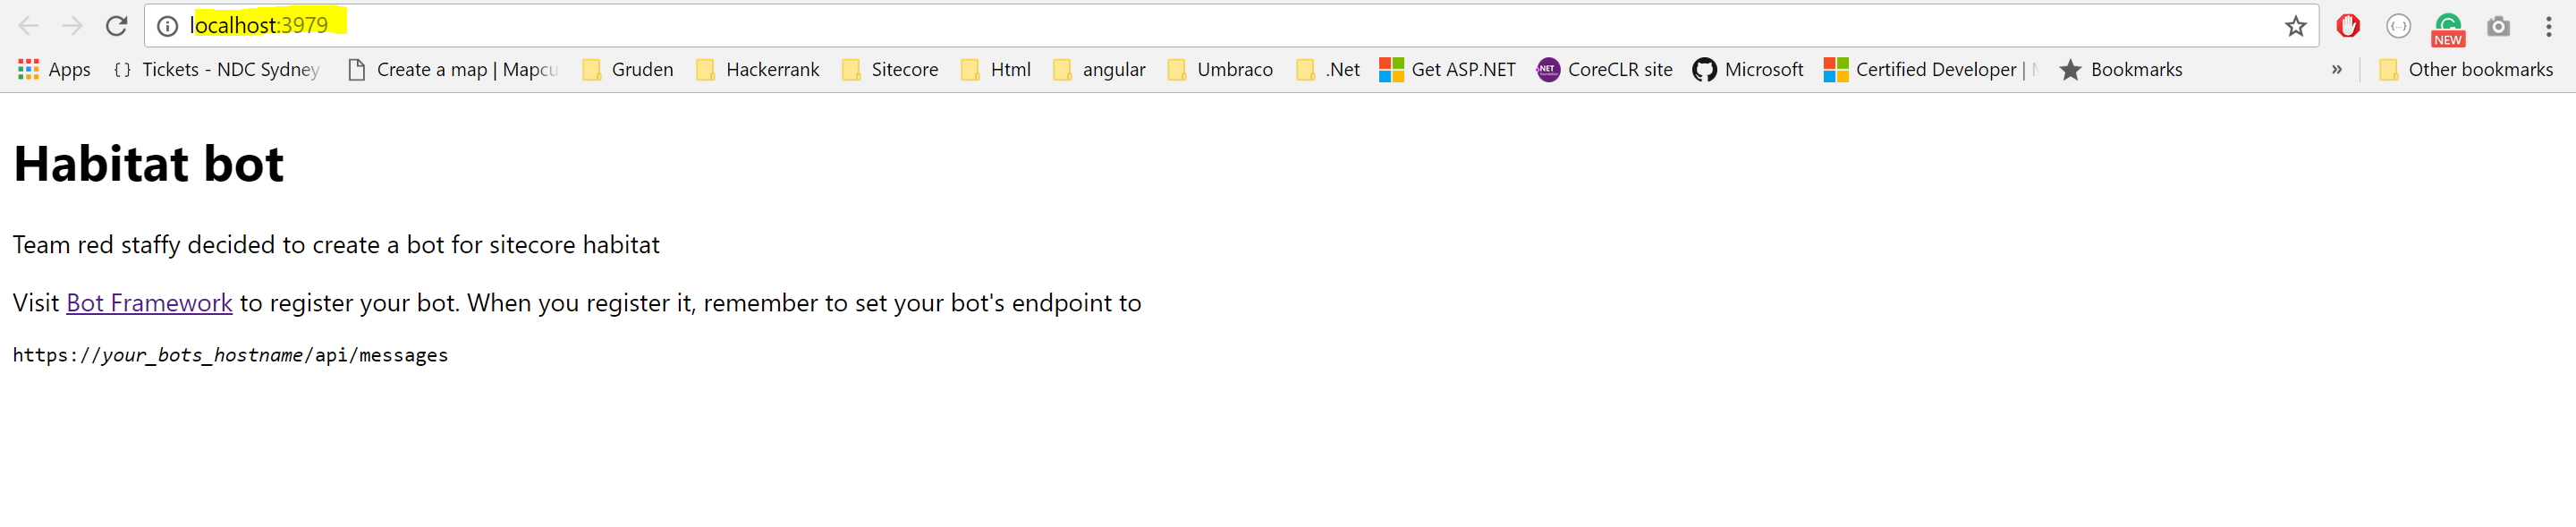 localhost:3979
NEW
Apps Tickets - NDC Sydney Create a map | Mapcu Gruden Hackerrank Sitecore Html angular Umbraco .Net Get ASP.NET CoreCLR site Microsoft Certified Developer | Bookmarks » Other bookmarks
Habitat bot
Team red staffy decided to create a bot for sitecore habitat
Visit Bot Framework to register your bot. When you register it, remember to set your bot's endpoint to
https://your_bots_hostname/api/messages